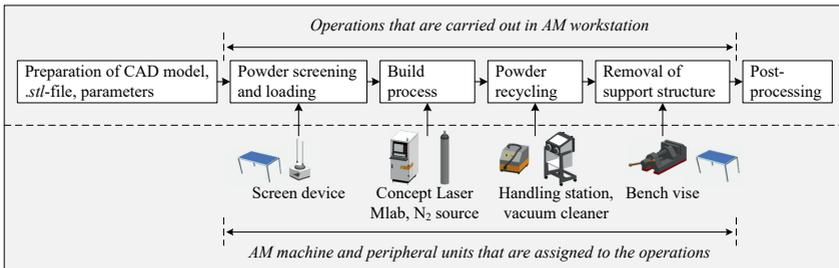 Operations that are carried out in AM workstation
Preparation of CAD model,
.stl-file, parameters
Powder screening
and loading
Build
process
Powder
recycling
Removal of
support structure
Post-
processing
Screen device
Concept Laser
Mlab, N₂ source
Handling station,
vacuum cleaner
Bench vise
AM machine and peripheral units that are assigned to the operations